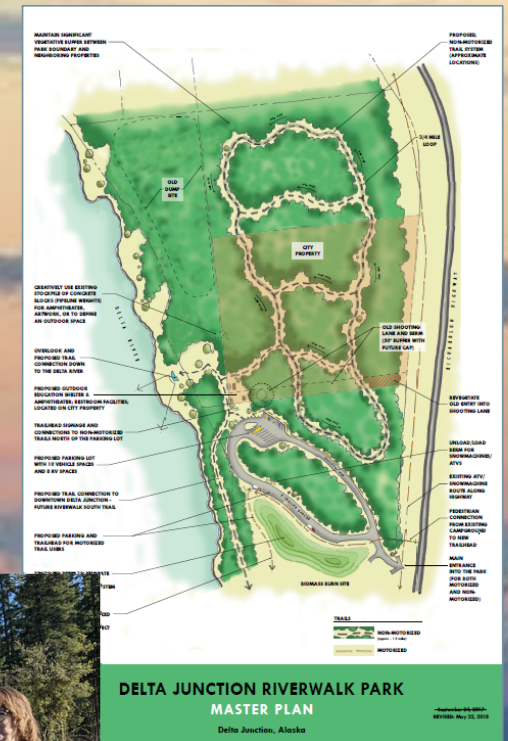 MAINTAIN SIGNIFICANT
VEGETATIVE BUFFER BETWEEN
PARK BOUNDARY AND
NEIGHBORING PROPERTIES
PROPOSED,
NON-MOTORIZED
TRAIL SYSTEM
(APPROXIMATE
LOCATIONS)
3/4 MILE
LOOP
OLD
DUMP
SITE
CITY
PROPERTY
RICHARDSON HIGHWAY
DELTA RIVER
CREATIVELY USE EXISTING
STOCKPILE OF CONCRETE
BLOCKS (PIPELINE WEIGHTS)
FOR AMPHITHEATER,
ARTWORK, OR TO DEFINE
AN OUTDOOR SPACE
OLD SHOOTING
LANE AND BERM
(50' BUFFER WITH
FUTURE CAP)
OVERLOOK AND
PROPOSED TRAIL
CONNECTION DOWN
TO THE DELTA RIVER
PROPOSED OUTDOOR
EDUCATION SHELTER &
AMPHITHEATER; RESTROOM FACILITIES;
LOCATED ON CITY PROPERTY
REVEGETATE
OLD ENTRY INTO
SHOOTING LANE
TRAILHEAD SIGNAGE AND
CONNECTIONS TO NON-MOTORIZED
TRAILS NORTH OF THE PARKING LOT
UNLOAD/LOAD
BERM FOR
SNOWMACHINES/
ATVS
PROPOSED PARKING LOT
WITH 10 VEHICLE SPACES
AND 5 RV SPACES
EXISTING ATV/
SNOWMACHINE
ROUTE ALONG
HIGHWAY
PROPOSED TRAIL CONNECTION TO
DOWNTOWN DELTA JUNCTION -
FUTURE RIVERWALK SOUTH TRAIL
PEDESTRIAN
CONNECTION
FROM EXISTING
CAMPGROUND
TO NEW
TRAILHEAD
PROPOSED PARKING AND
TRAILHEAD FOR MOTORIZED
TRAIL USERS
MAIN
ENTRANCE
INTO THE PARK
(FOR BOTH
MOTORIZED
AND NON-
MOTORIZED)
BIOMASS BURN SITE
TRAILS
NON-MOTORIZED
MOTORIZED
DELTA JUNCTION RIVERWALK PARK
MASTER PLAN
Delta Junction, Alaska
September 24, 2017
REVISED: May 22, 2018